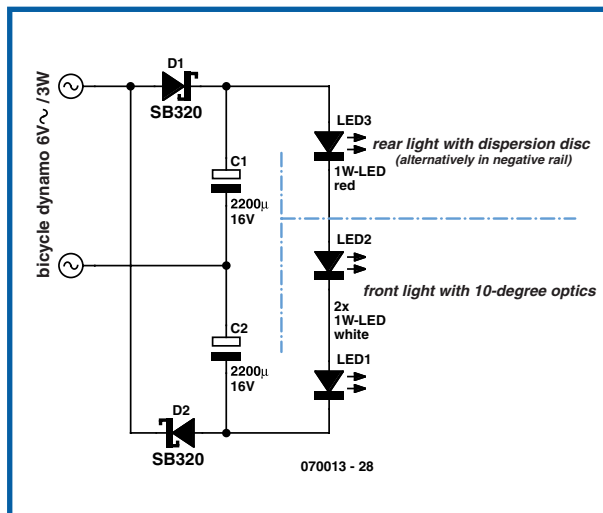 bicycle dynamo 6V~ / 3W
D1
SB320
C1
2200µ
16V
C2
2200µ
16V
D2
SB320
LED3
1W-LED
red
rear light with dispersion disc
(alternatively in negative rail)
LED2
front light with 10-degree optics
2x
1W-LED
white
LED1
070013 - 28